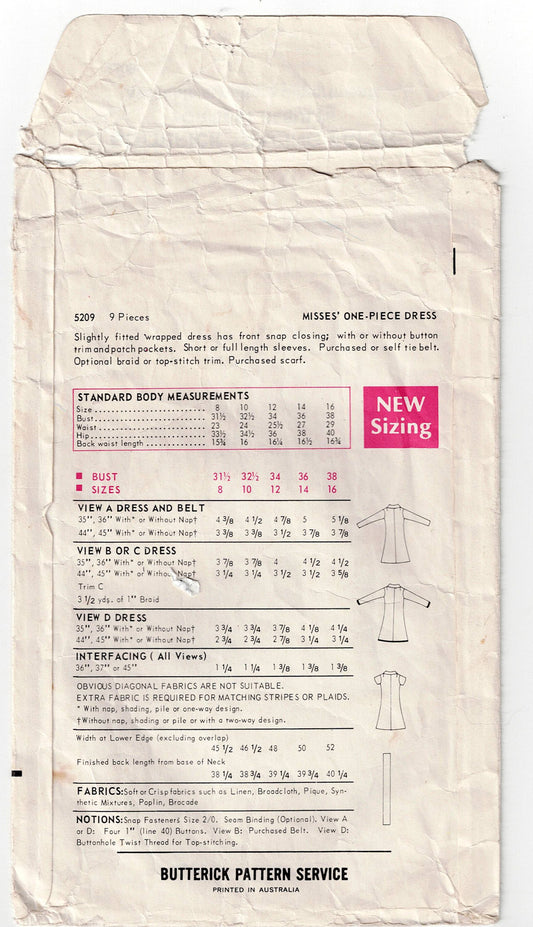 5209 9 Pieces MISSES' ONE-PIECE DRESS
Slightly fitted wrapped dress has front snap closing; with or without button
trim and patch pockets. Short or full length sleeves. Purchased or self tie belt.
Optional braid or top-stitch trim. Purchased scarf.
STANDARD BODY MEASUREMENTS
Size 8 10 12 14 16
Bust 31½ 32½ 34 36 38
Waist 23 24 25½ 27 29
Hip 33½ 34½ 36 38 40
Back waist length 15¾ 16 16¼ 16½ 16¾
NEW
Sizing
BUST 31½ 32½ 34 36 38
SIZES 8 10 12 14 16
VIEW A DRESS AND BELT
35", 36" With* or Without Nap† 4 3/8 4 1/2 4 7/8 5 5 1/8
44", 45" With* or Without Nap† 3 3/8 3 3/8 3 1/2 3 7/8 3 7/8
VIEW B OR C DRESS
35", 36" With* or Without Nap† 3 7/8 3 7/8 4 4 1/2 4 1/2
44", 45" With* or Without Nap† 3 1/4 3 1/4 3 1/2 3 1/2 3 5/8
Trim C
3 1/2 yds. of 1" Braid
VIEW D DRESS
35", 36" With* or Without Nap† 3 3/4 3 3/4 3 7/8 4 1/8 4 1/4
44", 45" With* or Without Nap† 2 3/4 2 3/4 2 7/8 3 1/4 3 1/4
INTERFACING ( All Views)
36", 37" or 45" 1 1/4 1 1/4 1 3/8 1 3/8 1 3/8
OBVIOUS DIAGONAL FABRICS ARE NOT SUITABLE.
EXTRA FABRIC IS REQUIRED FOR MATCHING STRIPES OR PLAIDS.
* With nap, shading, pile or one-way design.
†Without nap, shading or pile or with a two-way design.
Width at Lower Edge (excluding overlap)
45 1/2 46 1/2 48 50 52
Finished back length from base of Neck
38 1/4 38 3/4 39 1/4 39 3/4 40 1/4
FABRICS: Soft or Crisp fabrics such as Linen, Broadcloth, Pique, Syn-
thetic Mixtures, Poplin, Brocade
NOTIONS: Snap Fasteners Size 2/0. Seam Binding (Optional). View A
or D: Four 1" (line 40) Buttons. View B: Purchased Belt. View D:
Buttonhole Twist Thread for Top-stitching.
BUTTERICK PATTERN SERVICE
PRINTED IN AUSTRALIA